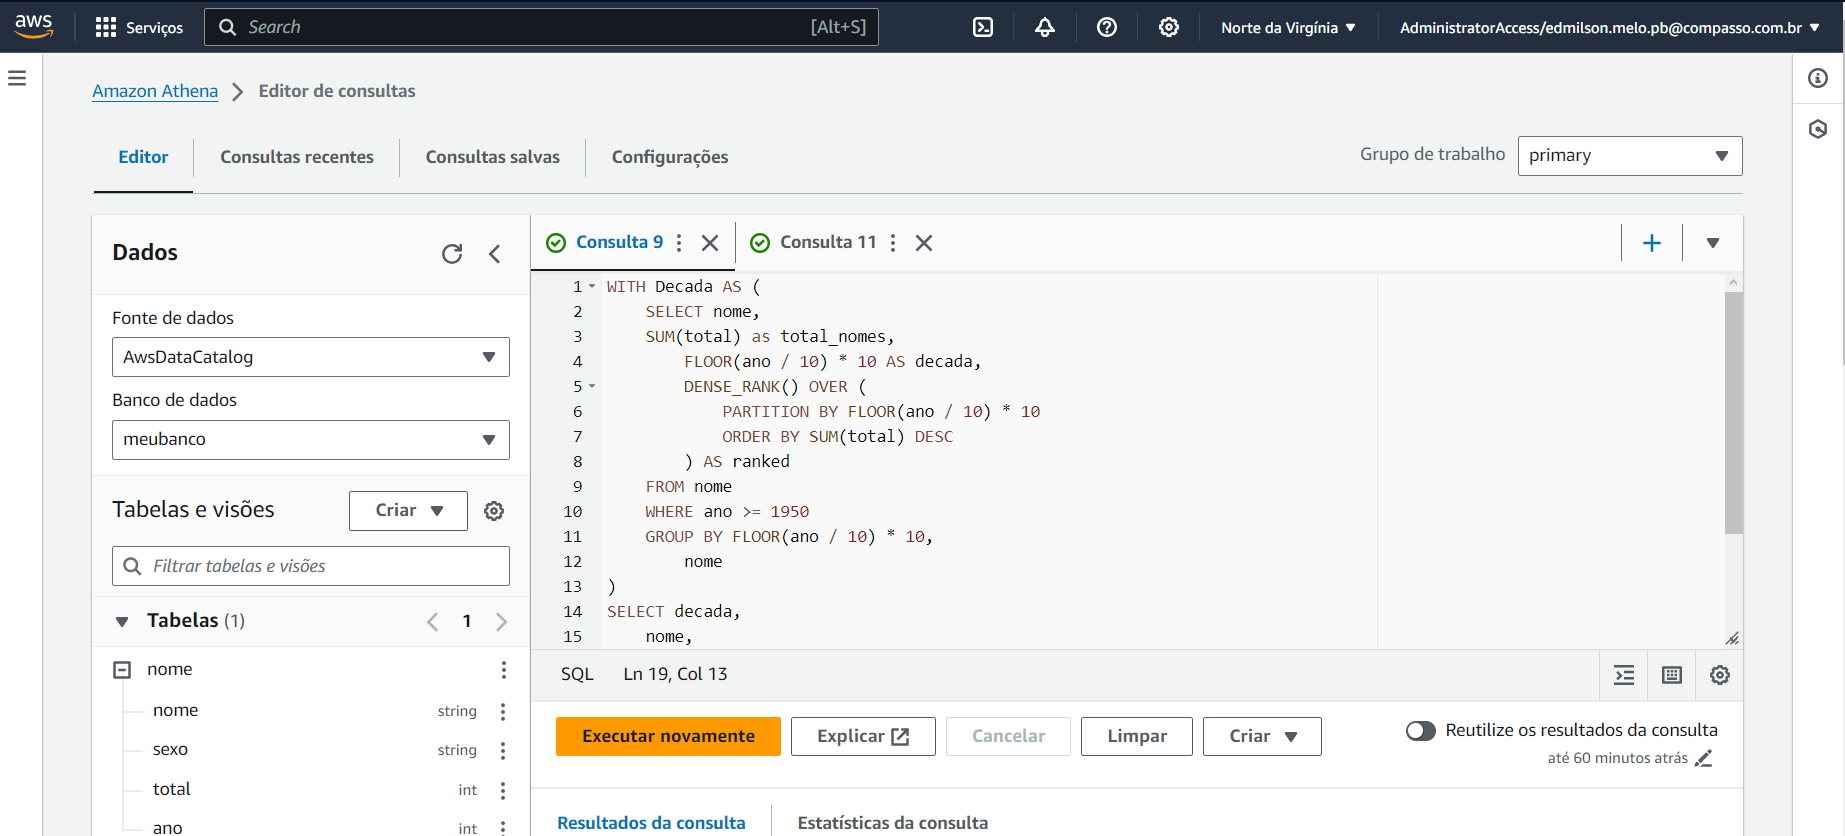 aws
Serviços
Search [Alt+S]
Norte da Virgínia
AdministratorAccess/edmilson.melo.pb@compasso.com.br
Amazon Athena
Editor de consultas
Editor
Consultas recentes
Consultas salvas
Configurações
Grupo de trabalho
primary
Dados
Fonte de dados
AwsDataCatalog
Banco de dados
meubanco
Tabelas e visões
Criar
Filtrar tabelas e visões
Tabelas (1)
1
nome
nome string
sexo string
total int
ano int
Consulta 9
Consulta 11
1 WITH Decada AS (
2 SELECT nome,
3 SUM(total) as total_nomes,
4 FLOOR(ano / 10) * 10 AS decada,
5 DENSE_RANK() OVER (
6 PARTITION BY FLOOR(ano / 10) * 10
7 ORDER BY SUM(total) DESC
8 ) AS ranked
9 FROM nome
10 WHERE ano >= 1950
11 GROUP BY FLOOR(ano / 10) * 10,
12 nome
13 )
14 SELECT decada,
15 nome,
SQL Ln 19, Col 13
Executar novamente
Explicar
Cancelar
Limpar
Criar
Reutilize os resultados da consulta
até 60 minutos atrás
Resultados da consulta
Estatísticas da consulta